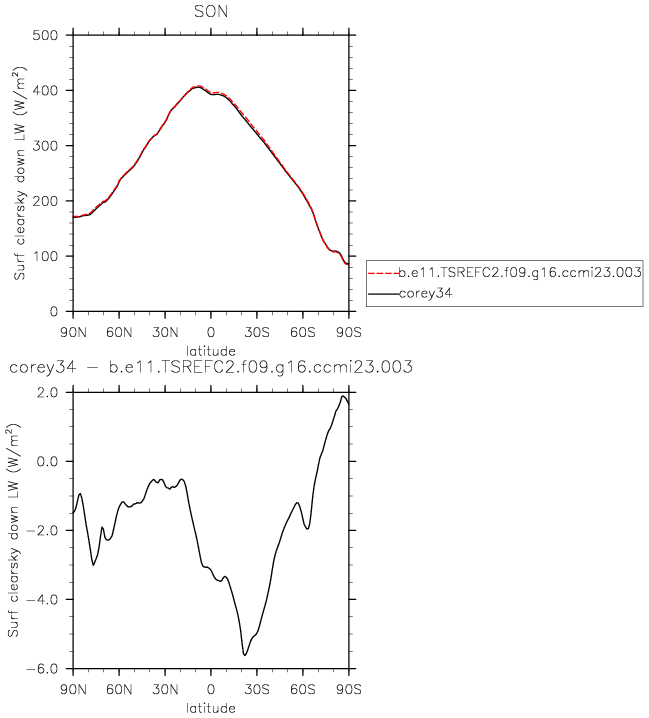 SON
Surf clearsky down LW (W/m²)
500
400
300
200
100
0
90N 60N 30N 0 30S 60S 90S
latitude
b.e11.TSREFC2.f09.g16.ccmi23.003
corey34
corey34 − b.e11.TSREFC2.f09.g16.ccmi23.003
Surf clearsky down LW (W/m²)
2.0
0.0
−2.0
−4.0
−6.0
90N 60N 30N 0 30S 60S 90S
latitude